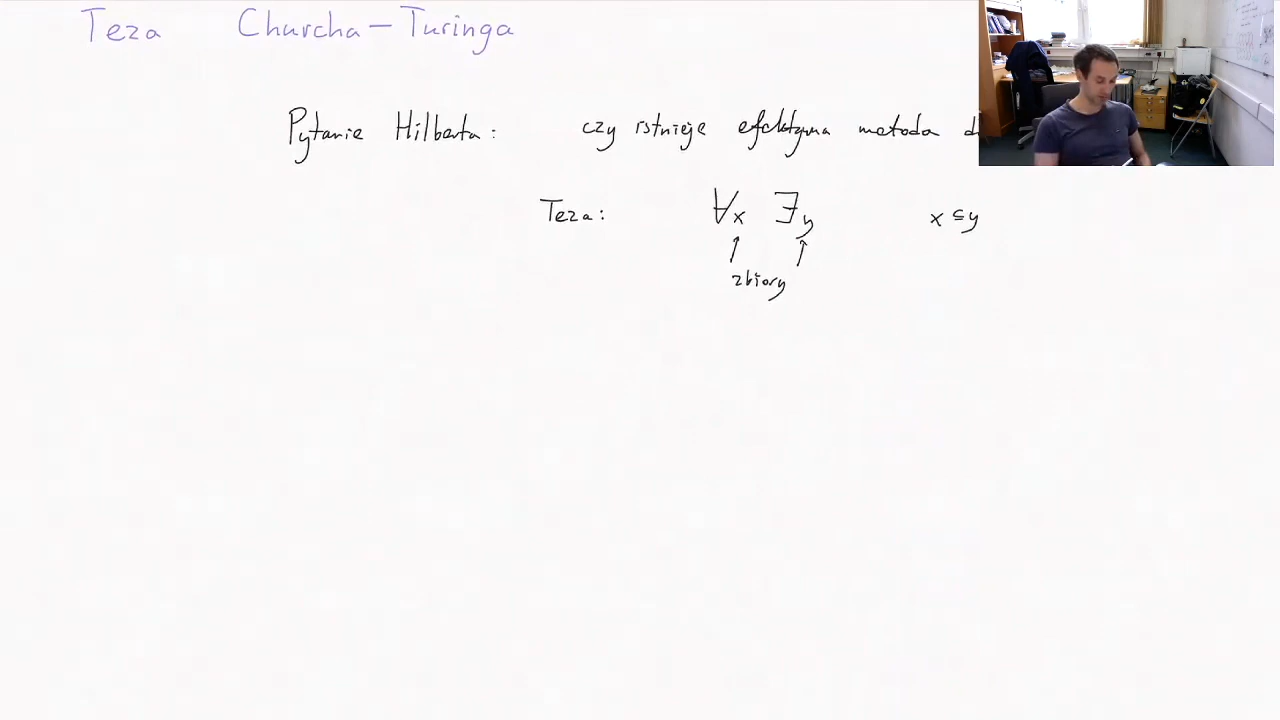 Teza Churcha – Turinga
Pytanie Hilberta: czy istnieje efektywna metoda
Teza: ∀x ∃y x ⊆ y
↑ ↑
zbiory